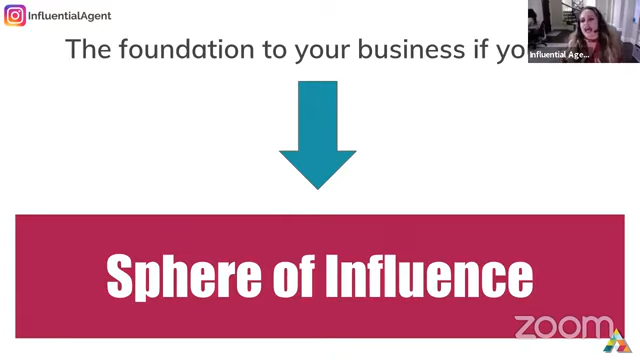 InfluentialAgent
The foundation to your business if yo
Influential Age...
Sphere of Influence
zoom